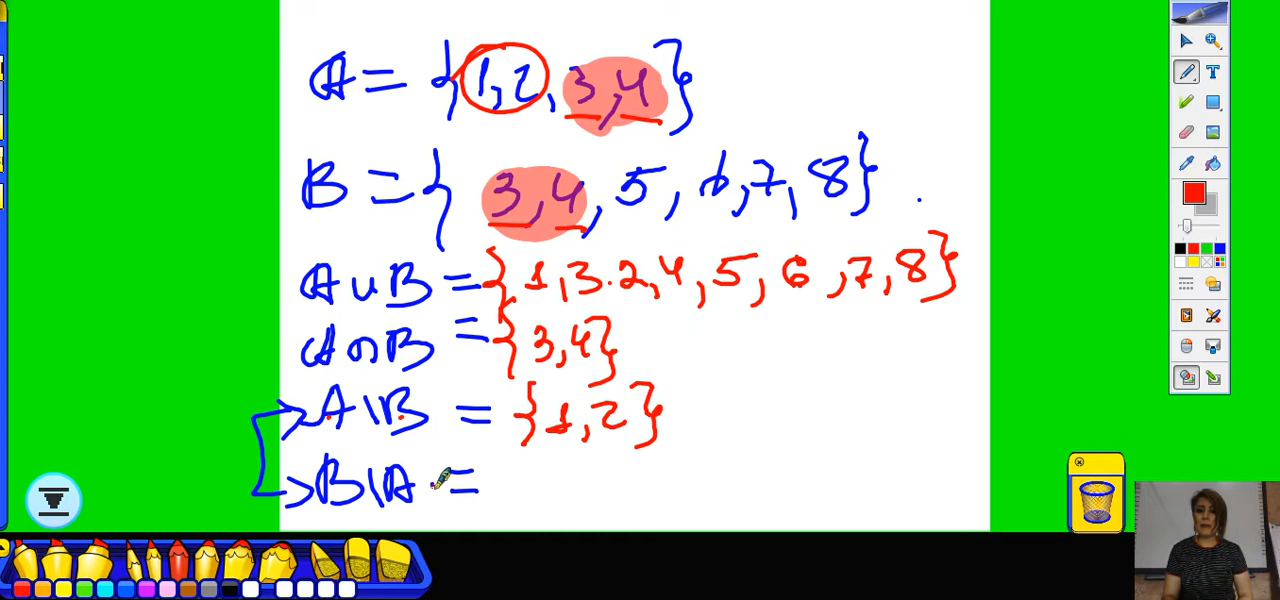 A = {1, 2, 3, 4}
B = {3, 4, 5, 6, 7, 8}.
A ∪ B = {1, 3. 2, 4, 5, 6, 7, 8}
A ∩ B = {3, 4}
A \ B = {1, 2}
B \ A =
T